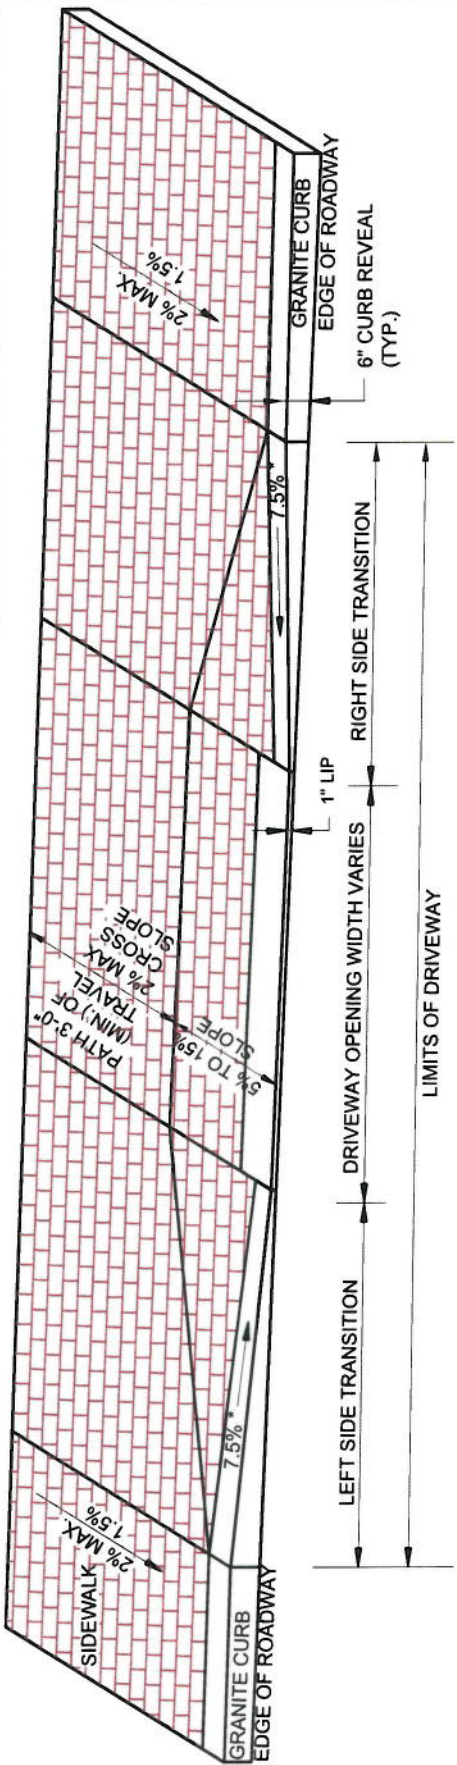 SIDEWALK
2% MAX.
1.5%
GRANITE CURB
EDGE OF ROADWAY
7.5% *
LEFT SIDE TRANSITION
PATH 3'-0"
(MIN.) OF
TRAVEL
2% MAX
CROSS
SLOPE
5% TO 15%
SLOPE
DRIVEWAY OPENING WIDTH VARIES
1" LIP
LIMITS OF DRIVEWAY
7.5% *
RIGHT SIDE TRANSITION
2% MAX.
1.5%
GRANITE CURB
EDGE OF ROADWAY
6" CURB REVEAL
(TYP.)